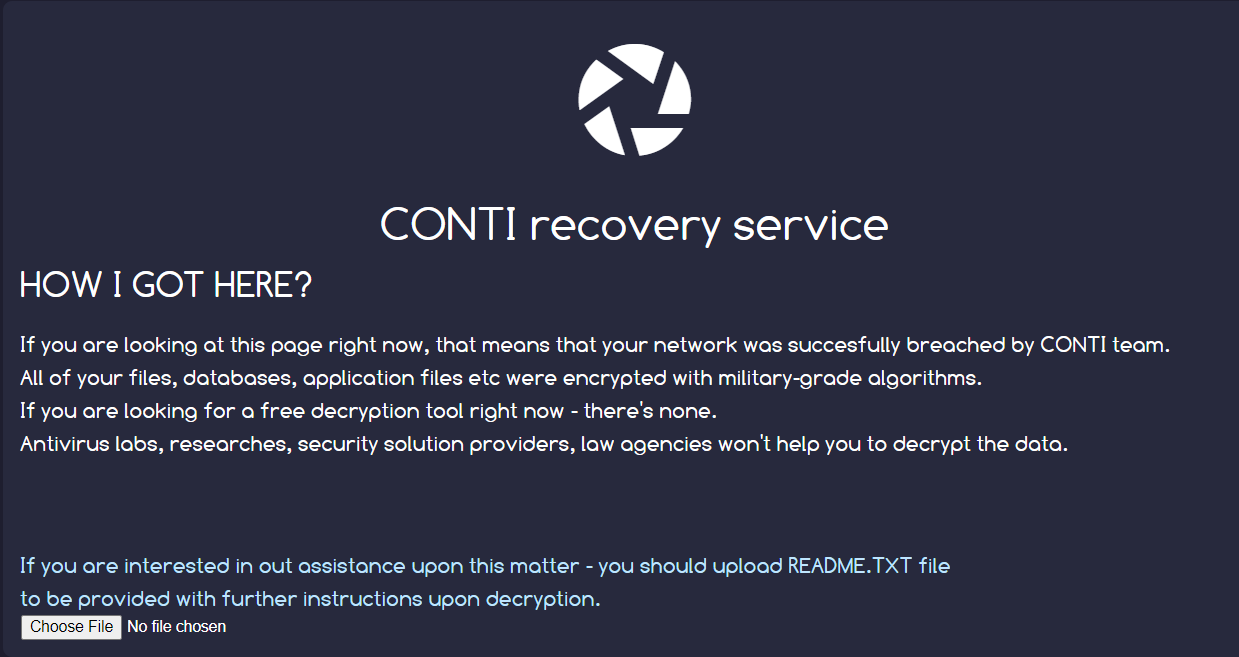 CONTI recovery service
HOW I GOT HERE?
If you are looking at this page right now, that means that your network was succesfully breached by CONTI team.
All of your files, databases, application files etc were encrypted with military-grade algorithms.
If you are looking for a free decryption tool right now - there's none.
Antivirus labs, researches, security solution providers, law agencies won't help you to decrypt the data.
If you are interested in out assistance upon this matter - you should upload README.TXT file
to be provided with further instructions upon decryption.
Choose File No file chosen